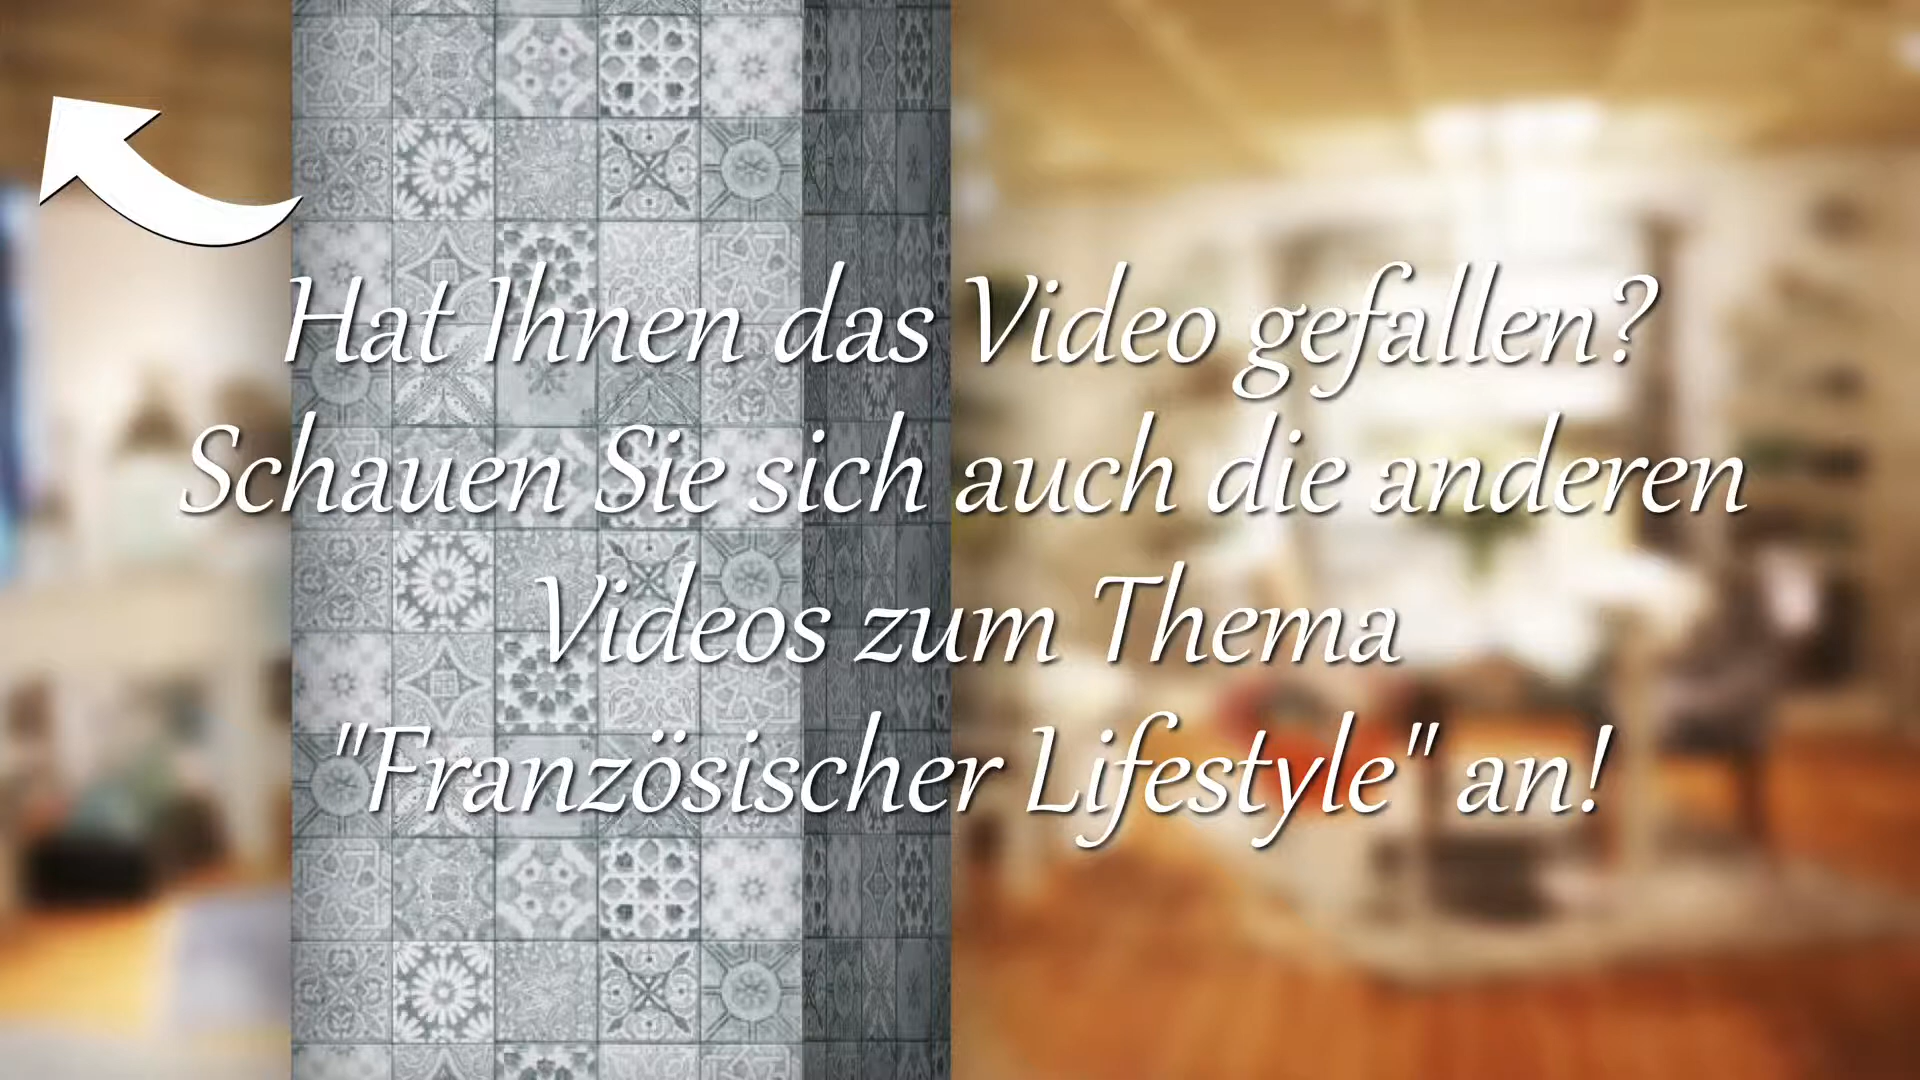 Hat Ihnen das Video gefallen?
Schauen Sie sich auch die anderen
Videos zum Thema
"Französischer Lifestyle" an!